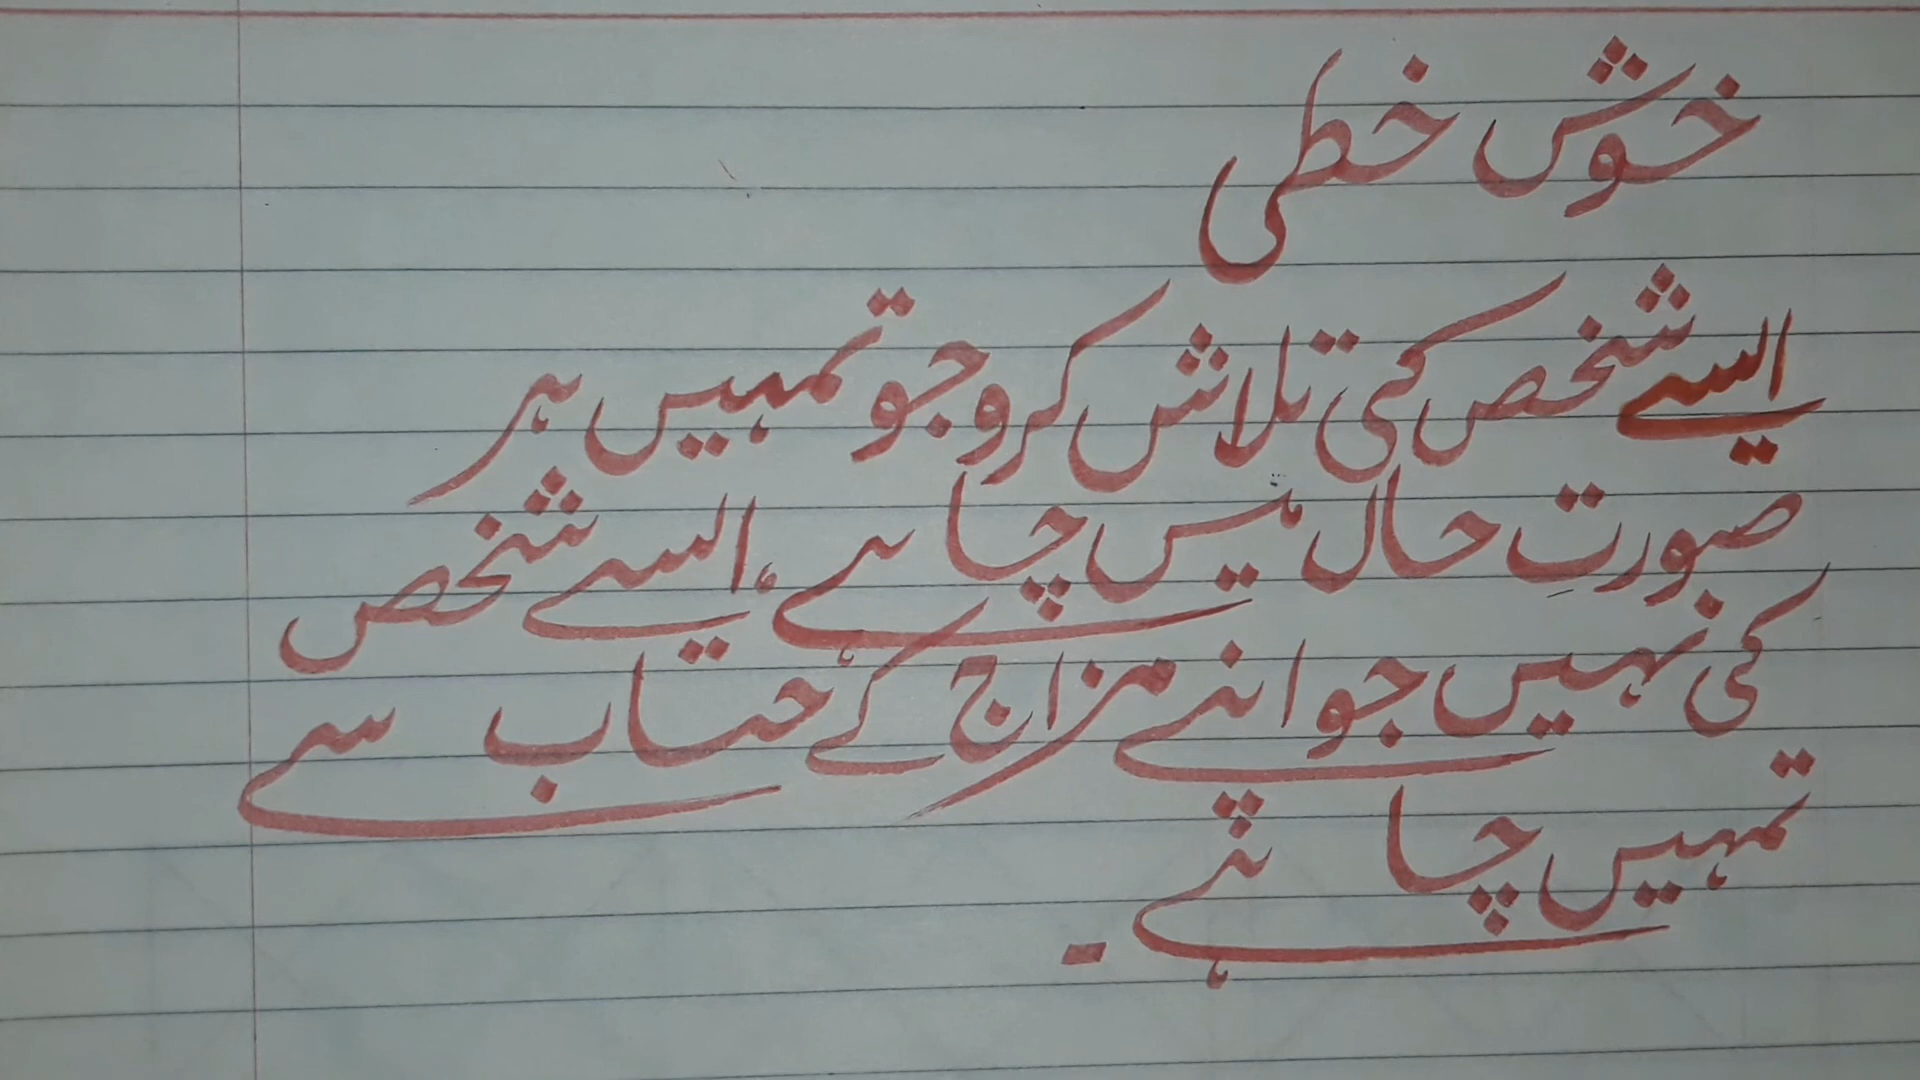 خوش خطی
ایسے شخص کی تلاش کرو جو تمہیں ہر
صورتِ حال میں چاہے، ایسے شخص
کی نہیں جو اپنے مزاج کے حساب سے
تمہیں چاہتے۔